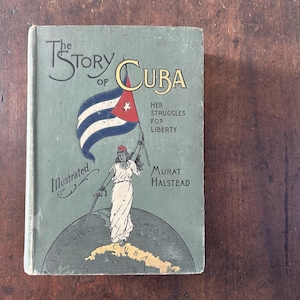 The
STORY
OF CUBA
HER
STRUGGLES
FOR
LIBERTY
Illustrated
MURAT
HALSTEAD